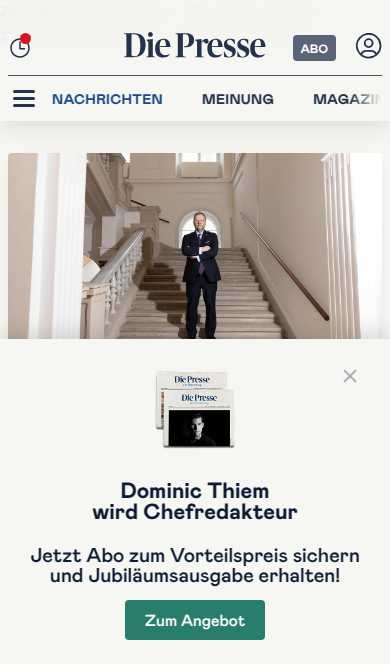 Die Presse
ABO
NACHRICHTEN MEINUNG MAGAZIN
Die Presse
Die Presse
Dominic Thiem
wird Chefredakteur
Jetzt Abo zum Vorteilspreis sichern
und Jubiläumsausgabe erhalten!
Zum Angebot